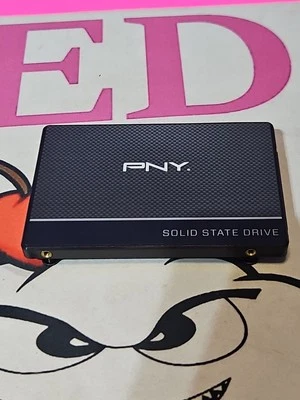 ED
PNY.
SOLID STATE DRIVE